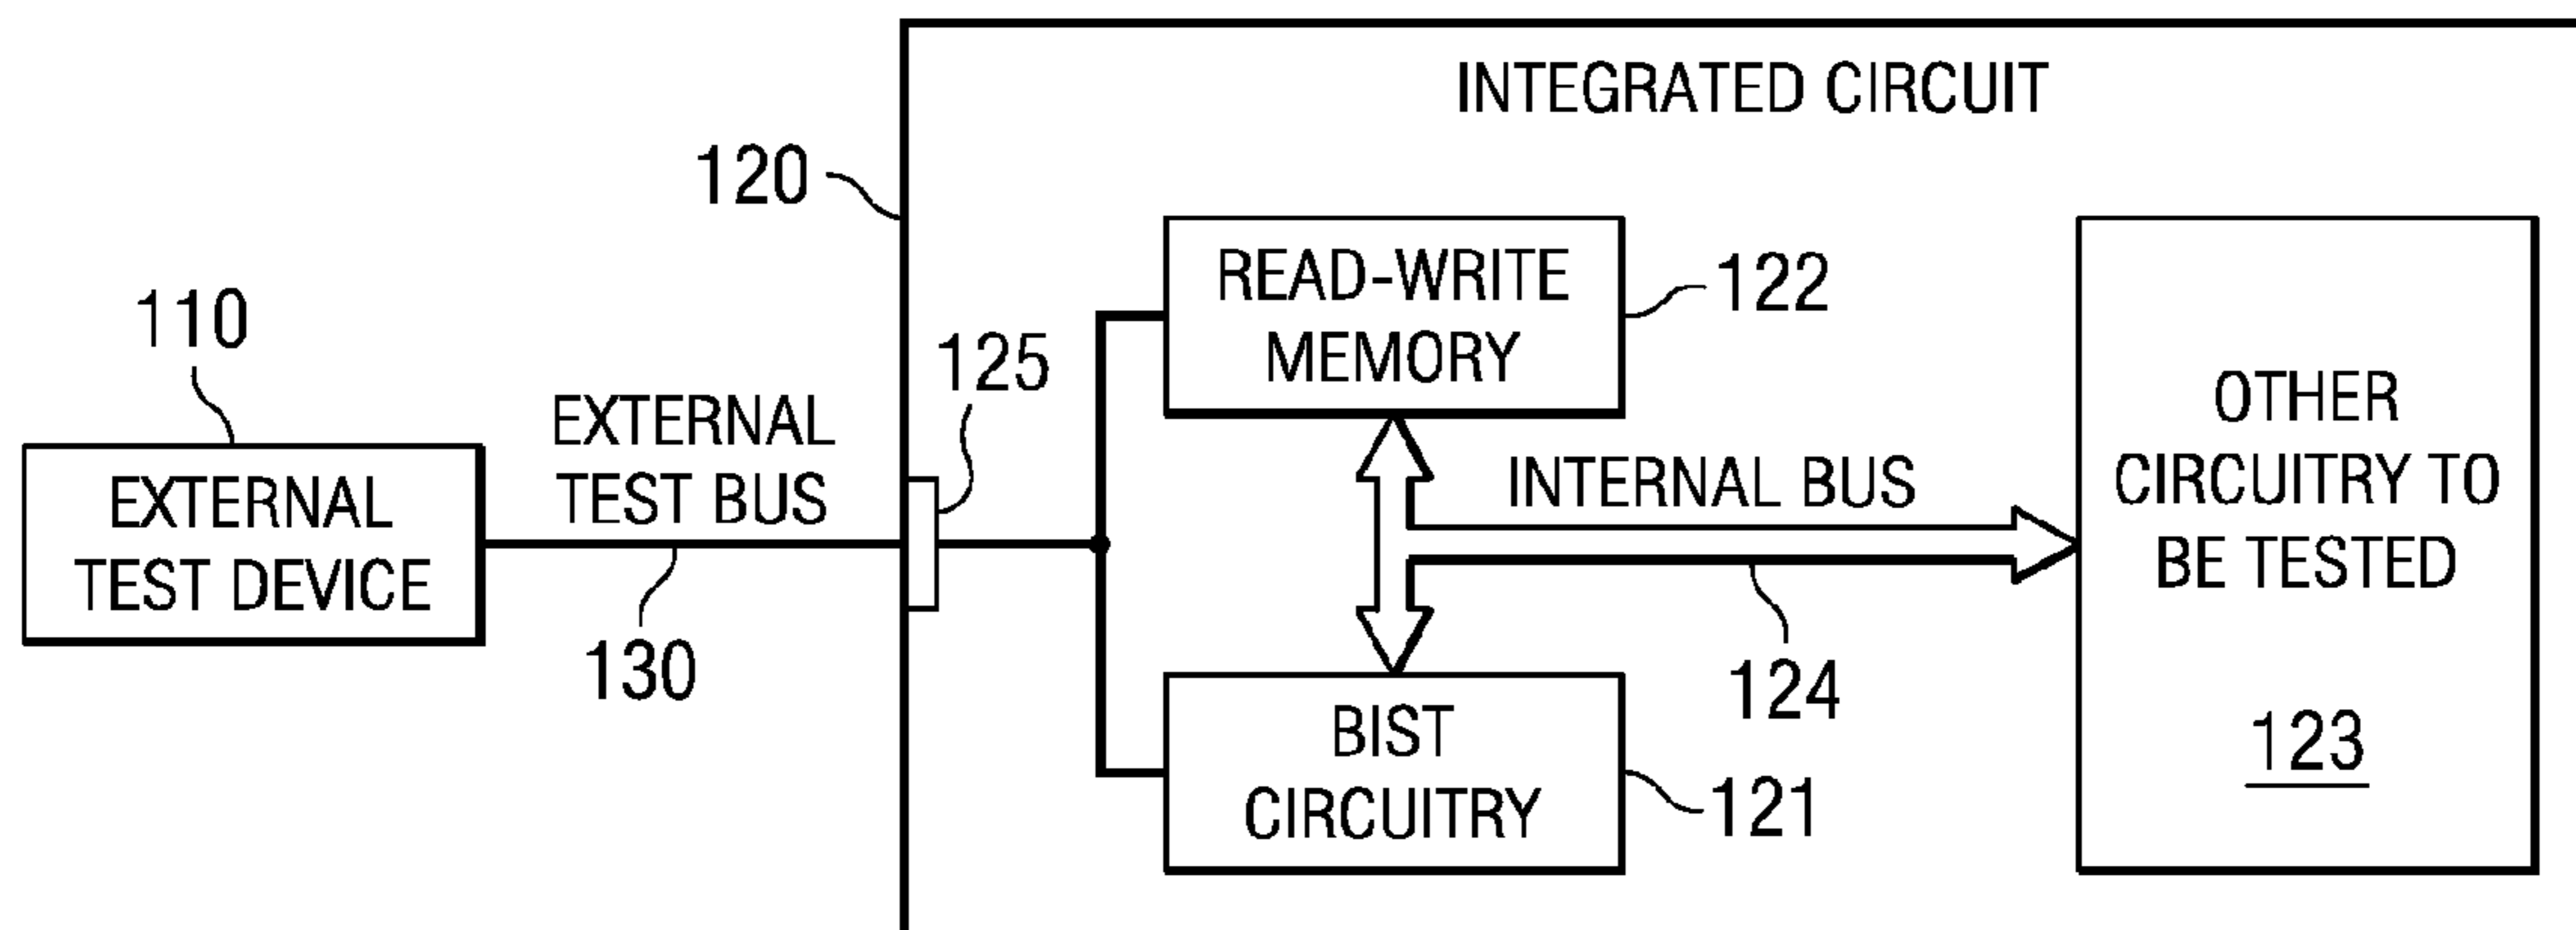 INTEGRATED CIRCUIT
120
110
EXTERNAL
TEST DEVICE
EXTERNAL
TEST BUS
130
125
READ-WRITE
MEMORY
122
INTERNAL BUS
124
BIST
CIRCUITRY
121
OTHER
CIRCUITRY TO
BE TESTED
123